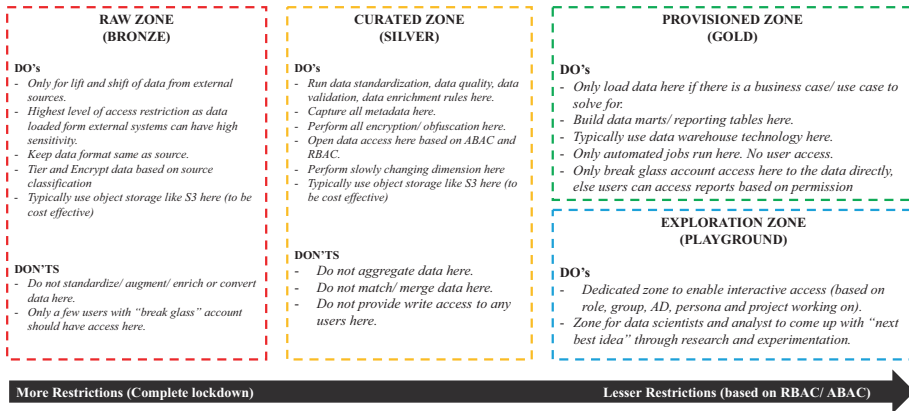 RAW ZONE
(BRONZE)
DO's
- Only for lift and shift of data from external
sources.
- Highest level of access restriction as data
loaded form external systems can have high
sensitivity.
- Keep data format same as source.
- Tier and Encrypt data based on source
classification
- Typically use object storage like S3 here (to be
cost effective)
DON'TS
- Do not standardize/ augment/ enrich or convert
data here.
- Only a few users with “break glass” account
should have access here.
CURATED ZONE
(SILVER)
DO's
- Run data standardization, data quality, data
validation, data enrichment rules here.
- Capture all metadata here.
- Perform all encryption/ obfuscation here.
- Open data access here based on ABAC and
RBAC.
- Perform slowly changing dimension here
- Typically use object storage like S3 here (to
be cost effective)
DON'TS
- Do not aggregate data here.
- Do not match/ merge data here.
- Do not provide write access to any
users here.
PROVISIONED ZONE
(GOLD)
DO's
- Only load data here if there is a business case/ use case to
solve for.
- Build data marts/ reporting tables here.
- Typically use data warehouse technology here.
- Only automated jobs run here. No user access.
- Only break glass account access here to the data directly,
else users can access reports based on permission
EXPLORATION ZONE
(PLAYGROUND)
DO's
- Dedicated zone to enable interactive access (based on
role, group, AD, persona and project working on).
- Zone for data scientists and analyst to come up with “next
best idea” through research and experimentation.
More Restrictions (Complete lockdown)
Lesser Restrictions (based on RBAC/ ABAC)